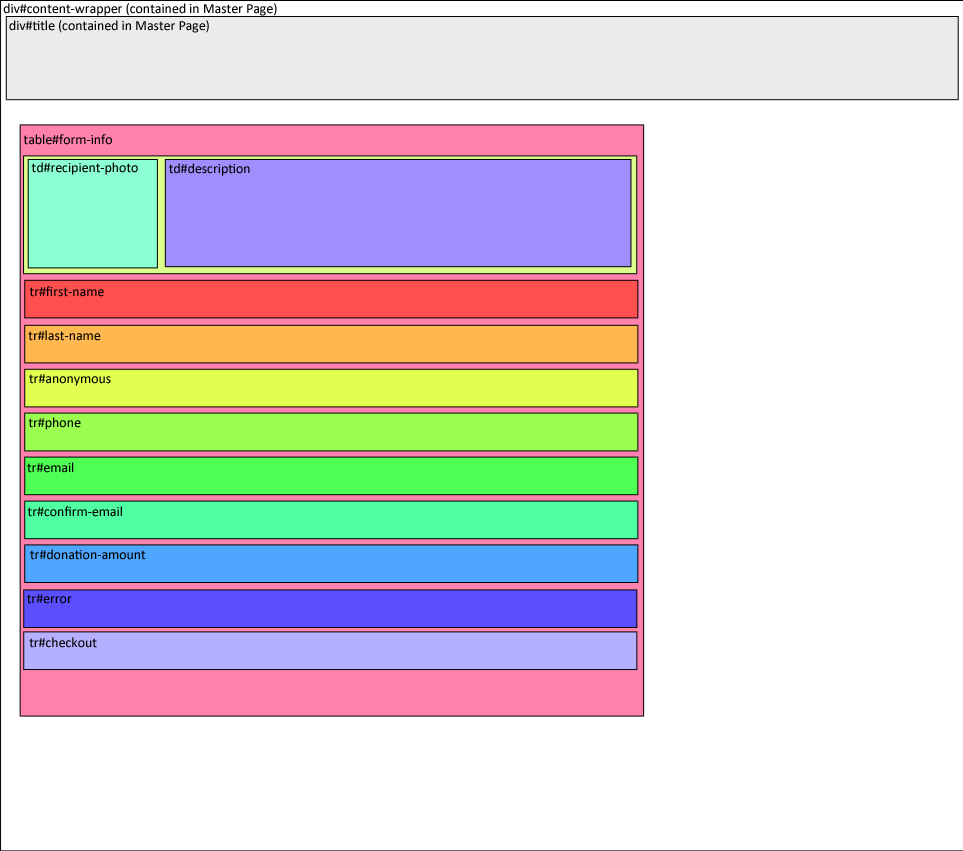 div#content-wrapper (contained in Master Page)
div#title (contained in Master Page)
table#form-info
td#recipient-photo
td#description
tr#first-name
tr#last-name
tr#anonymous
tr#phone
tr#email
tr#confirm-email
tr#donation-amount
tr#error
tr#checkout